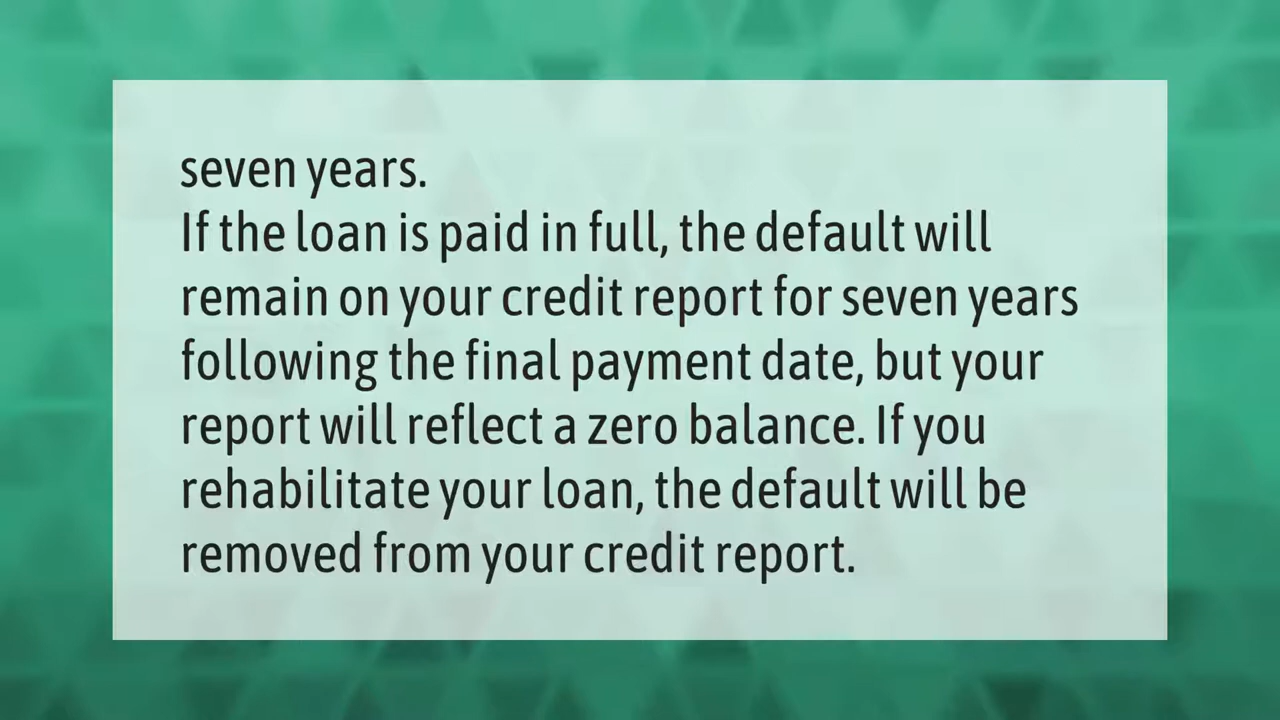 seven years.
If the loan is paid in full, the default will
remain on your credit report for seven years
following the final payment date, but your
report will reflect a zero balance. If you
rehabilitate your loan, the default will be
removed from your credit report.